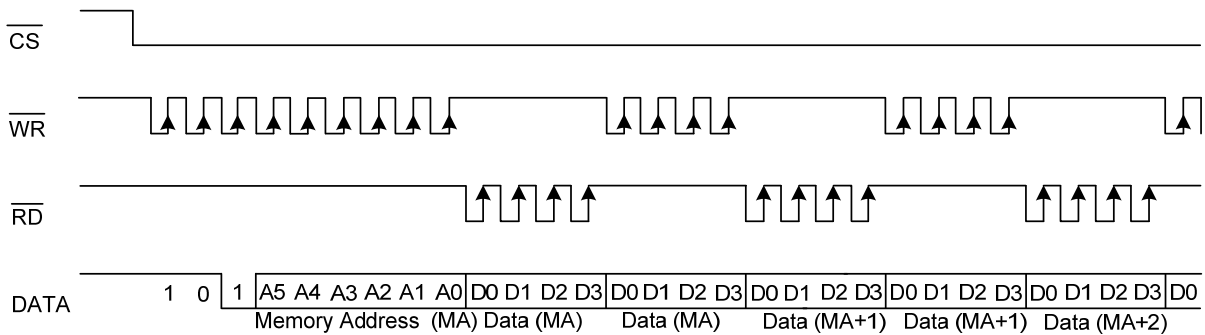 CS
WR
RD
DATA 1 0 1 A5 A4 A3 A2 A1 A0 D0 D1 D2 D3 D0 D1 D2 D3 D0 D1 D2 D3 D0 D1 D2 D3 D0 D1 D2 D3 D0
Memory Address (MA) Data (MA) Data (MA) Data (MA+1) Data (MA+1) Data (MA+2)